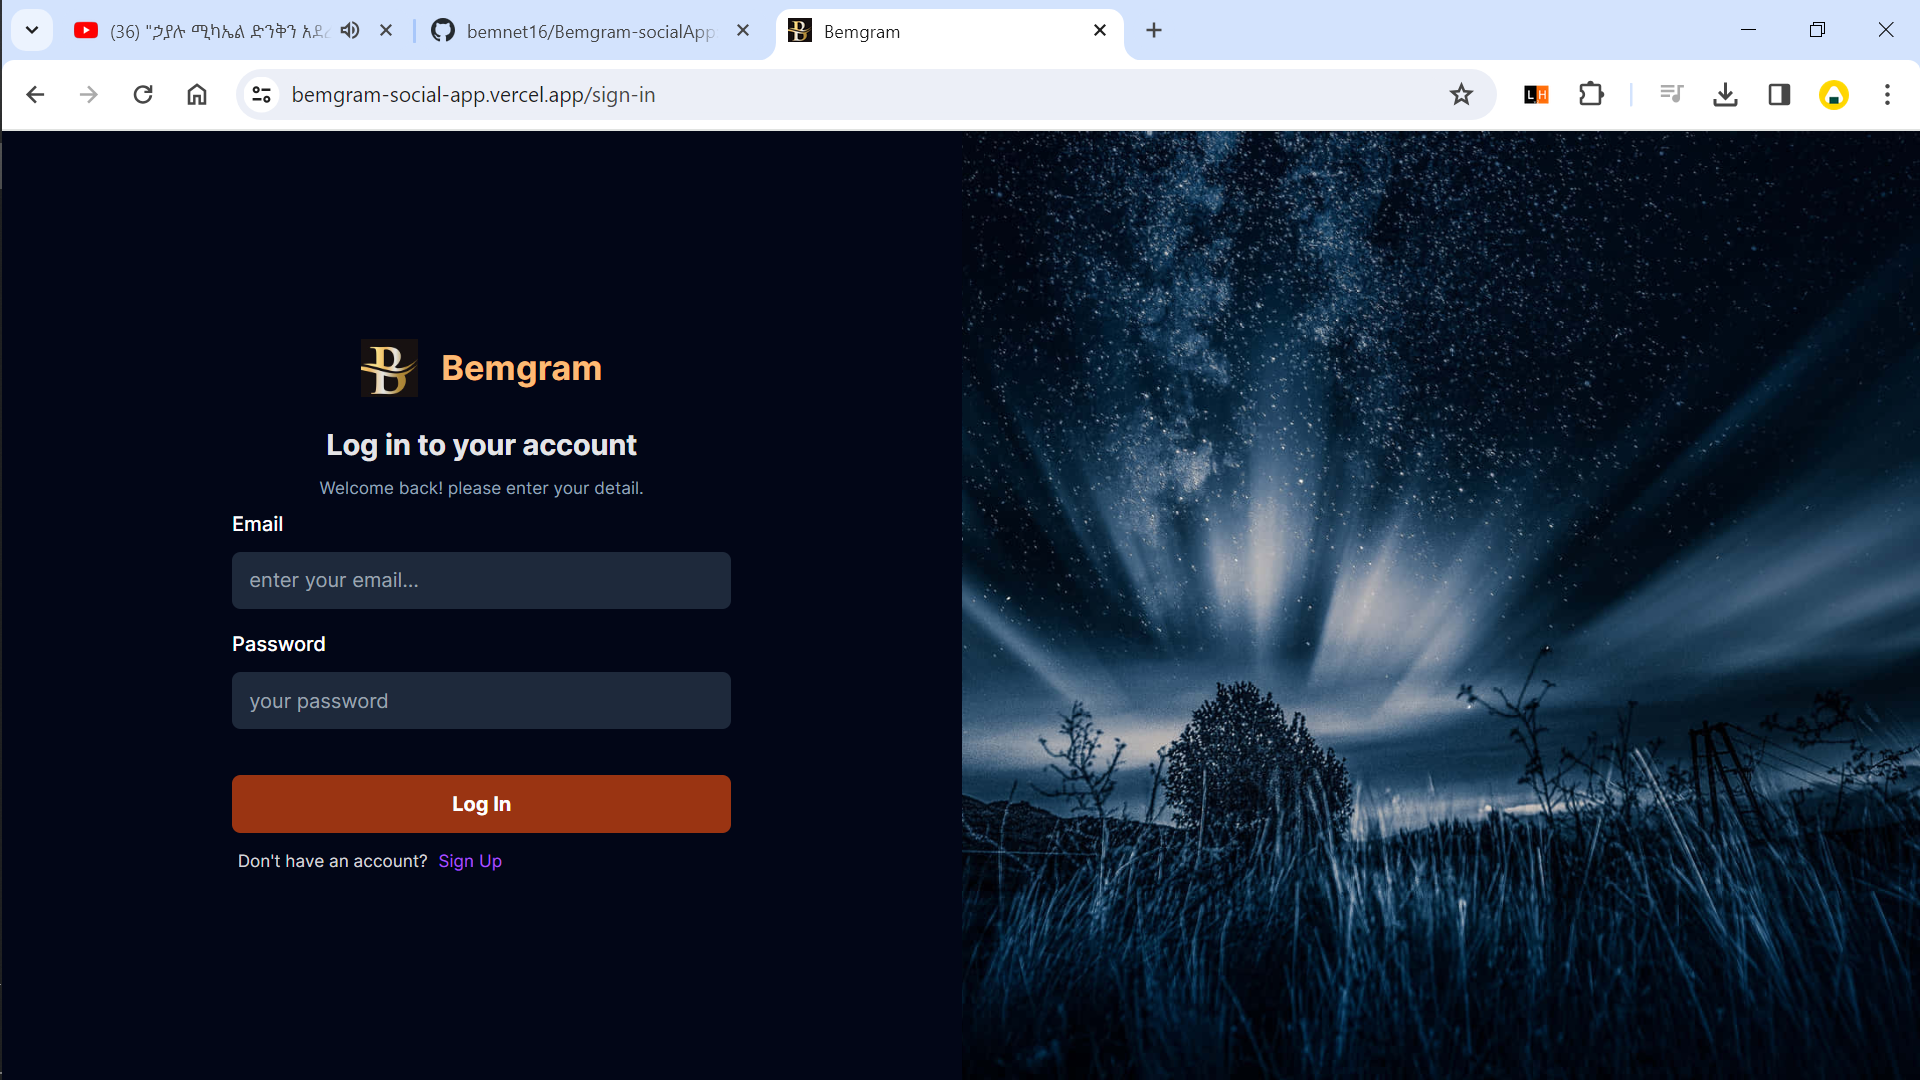 (36) "ኃያሉ ሚካኤል ድንቅን
bemnet16/Bemgram-socialApp
Bemgram
bemgram-social-app.vercel.app/sign-in
L H
B
Bemgram
Log in to your account
Welcome back! please enter your detail.
Email
enter your email...
Password
your password
Log In
Don't have an account? Sign Up